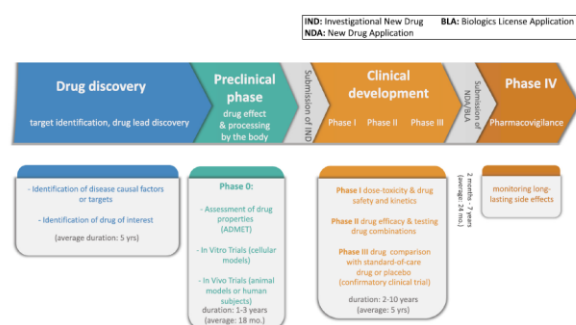 IND: Investigational New Drug BLA: Biologics License Application
NDA: New Drug Application
Drug discovery
target identification, drug lead discovery
Preclinical
phase
drug effect
& processing
by the body
Submission of IND
Clinical
development
Phase I Phase II Phase III
Submission of
NDA/BLA
Phase IV
Pharmacovigilance
- Identification of disease causal factors
or targets
- Identification of drug of interest
(average duration: 5 yrs)
Phase 0:
- Assessment of drug
properties
(ADMET)
- In Vitro Trials (cellular
models)
- In Vivo Trials (animal
models or human
subjects)
duration: 1-3 years
(average: 18 mo.)
Phase I dose-toxicity & drug
safety and kinetics
Phase II drug efficacy & testing
drug combinations
Phase III drug comparison
with standard-of-care
drug or placebo
(confirmatory clinical trial)
duration: 2-10 years
(average: 5 yrs)
2 months - 7 years
(average: 24 mo.)
monitoring long-
lasting side effects